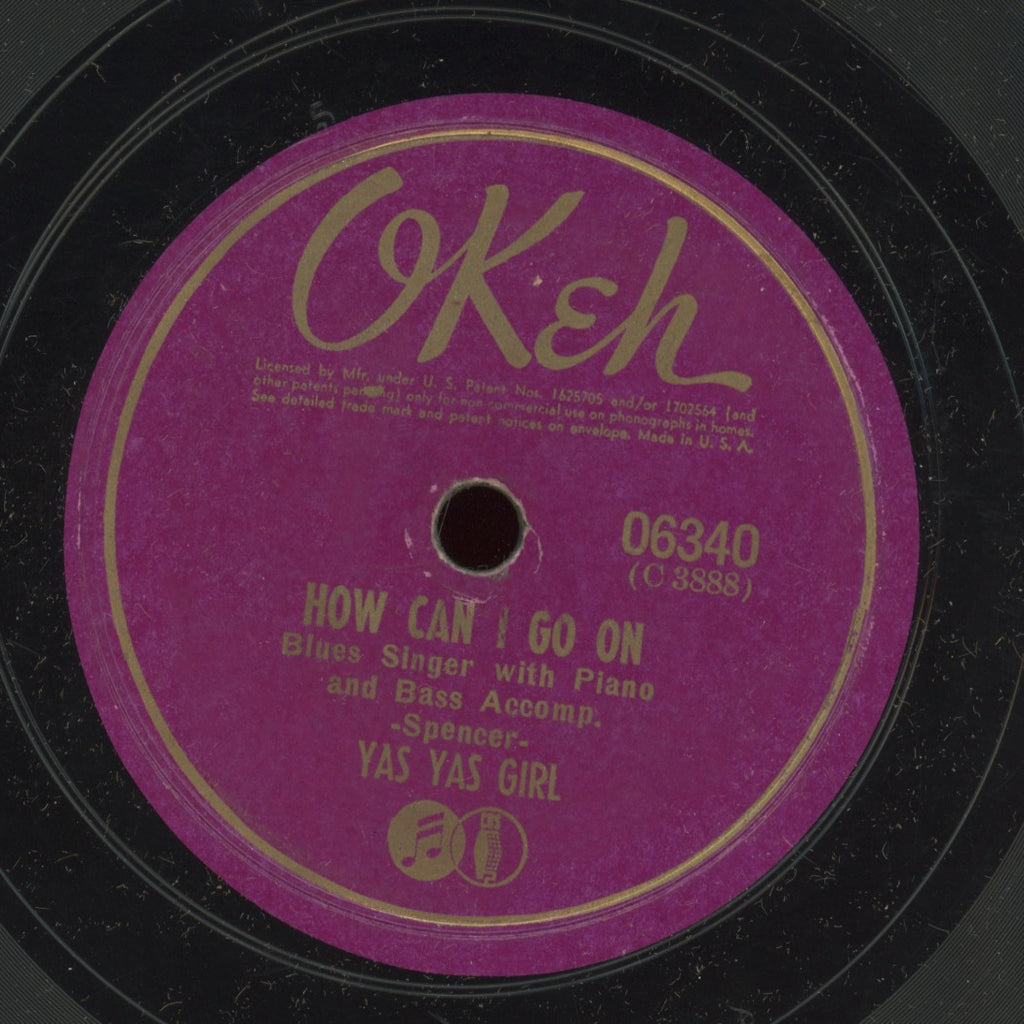 OKeh
Licensed by Mfr. under U. S. Patent Nos. 1625705 and/or 1702564 (and
other patents pending) only for non-commercial use on phonographs in homes.
See detailed trade mark and patent notices on envelope. Made in U. S. A.
06340
(C 3888)
HOW CAN I GO ON
Blues Singer with Piano
and Bass Accomp.
-Spencer-
YAS YAS GIRL